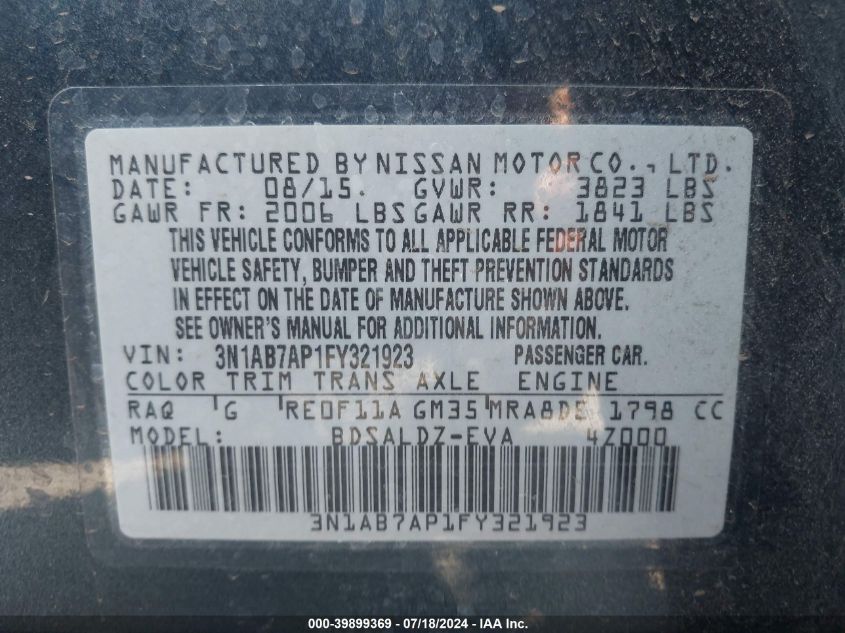 MANUFACTURED BY NISSAN MOTOR CO., LTD.
DATE: 08/15. GVWR: 3823 LBS
GAWR FR: 2006 LBS GAWR RR: 1841 LBS
THIS VEHICLE CONFORMS TO ALL APPLICABLE FEDERAL MOTOR
VEHICLE SAFETY, BUMPER AND THEFT PREVENTION STANDARDS
IN EFFECT ON THE DATE OF MANUFACTURE SHOWN ABOVE.
SEE OWNER'S MANUAL FOR ADDITIONAL INFORMATION.
VIN: 3N1AB7AP1FY321923 PASSENGER CAR.
COLOR TRIM TRANS AXLE ENGINE
RAQ G RE0F11A GM35 MRA8DE 1798 CC
MODEL: BDSALDZ-EVA 4Z000
3N1AB7AP1FY321923
000-39899369 - 07/18/2024 - IAA Inc.